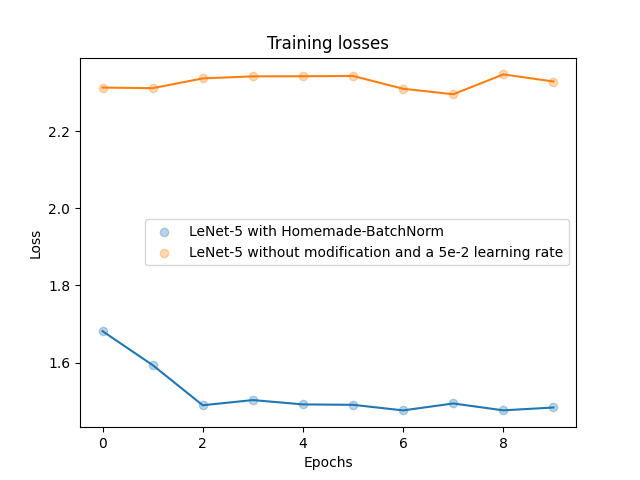 Training losses
Loss
2.2
2.0
1.8
1.6
LeNet-5 with Homemade-BatchNorm
LeNet-5 without modification and a 5e-2 learning rate
0 2 4 6 8
Epochs